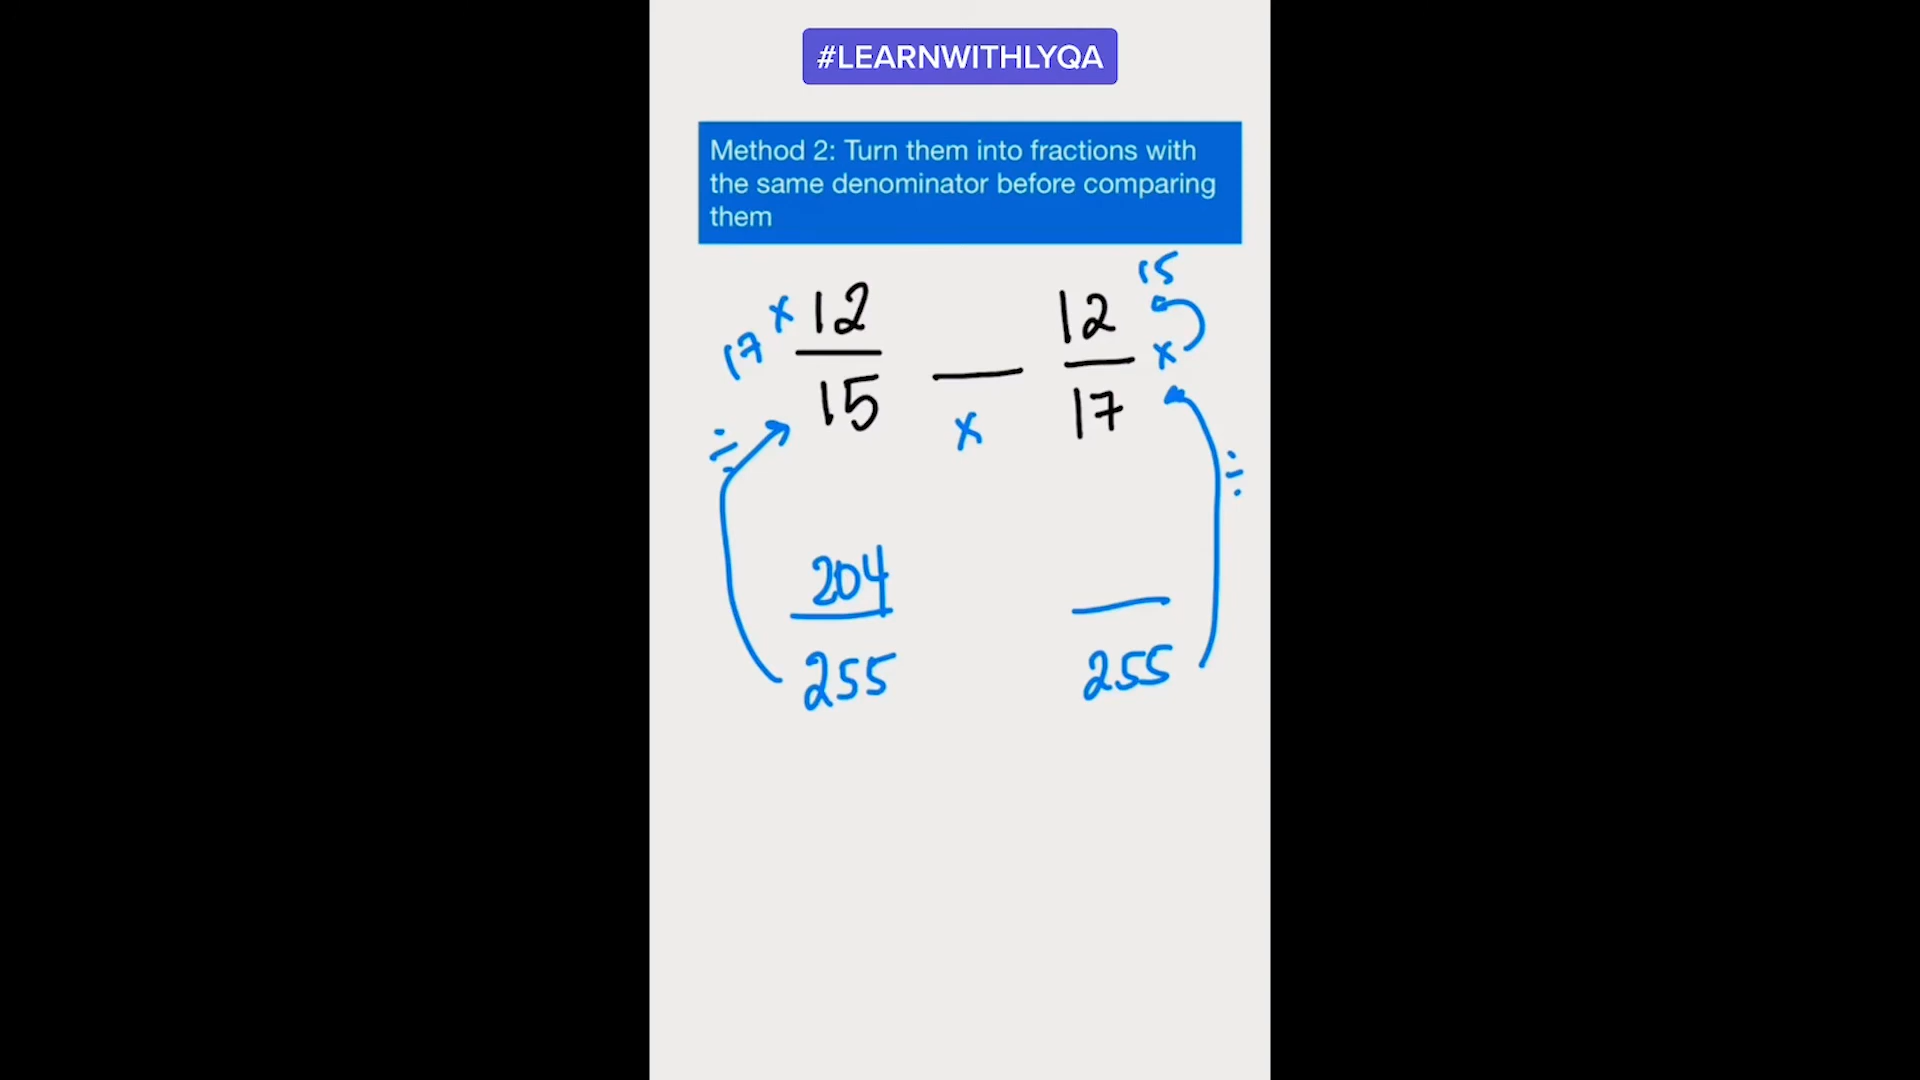 #LEARNWITHLYQA
Method 2: Turn them into fractions with
the same denominator before comparing
them
15
x 12 12
17 x
15 17
x
÷ ÷
204
255 255